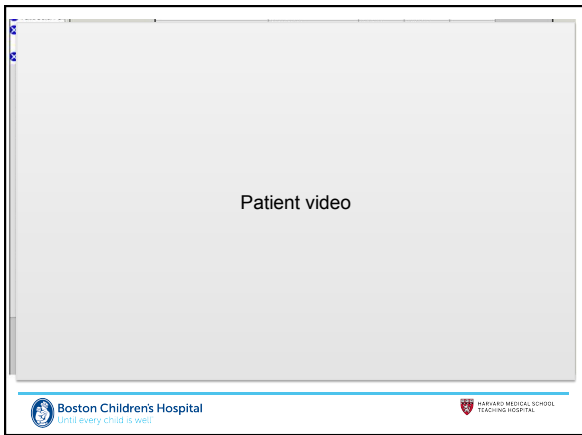 Patient video
Boston Children's Hospital
Until every child is well
HARVARD MEDICAL SCHOOL
TEACHING HOSPITAL